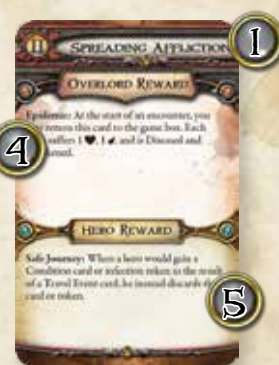 II SPREADING AFFLICTION 1
OVERLORD REWARD
Epidemic: At the start of an encounter, you
return this card to the game box. Each
suffers 1, 1, and is Diseased and
4
HERO REWARD
Safe Journey: When a hero would gain a
Condition card or infection token as the result
of a Travel Event card, he instead discards the
card or token.
5